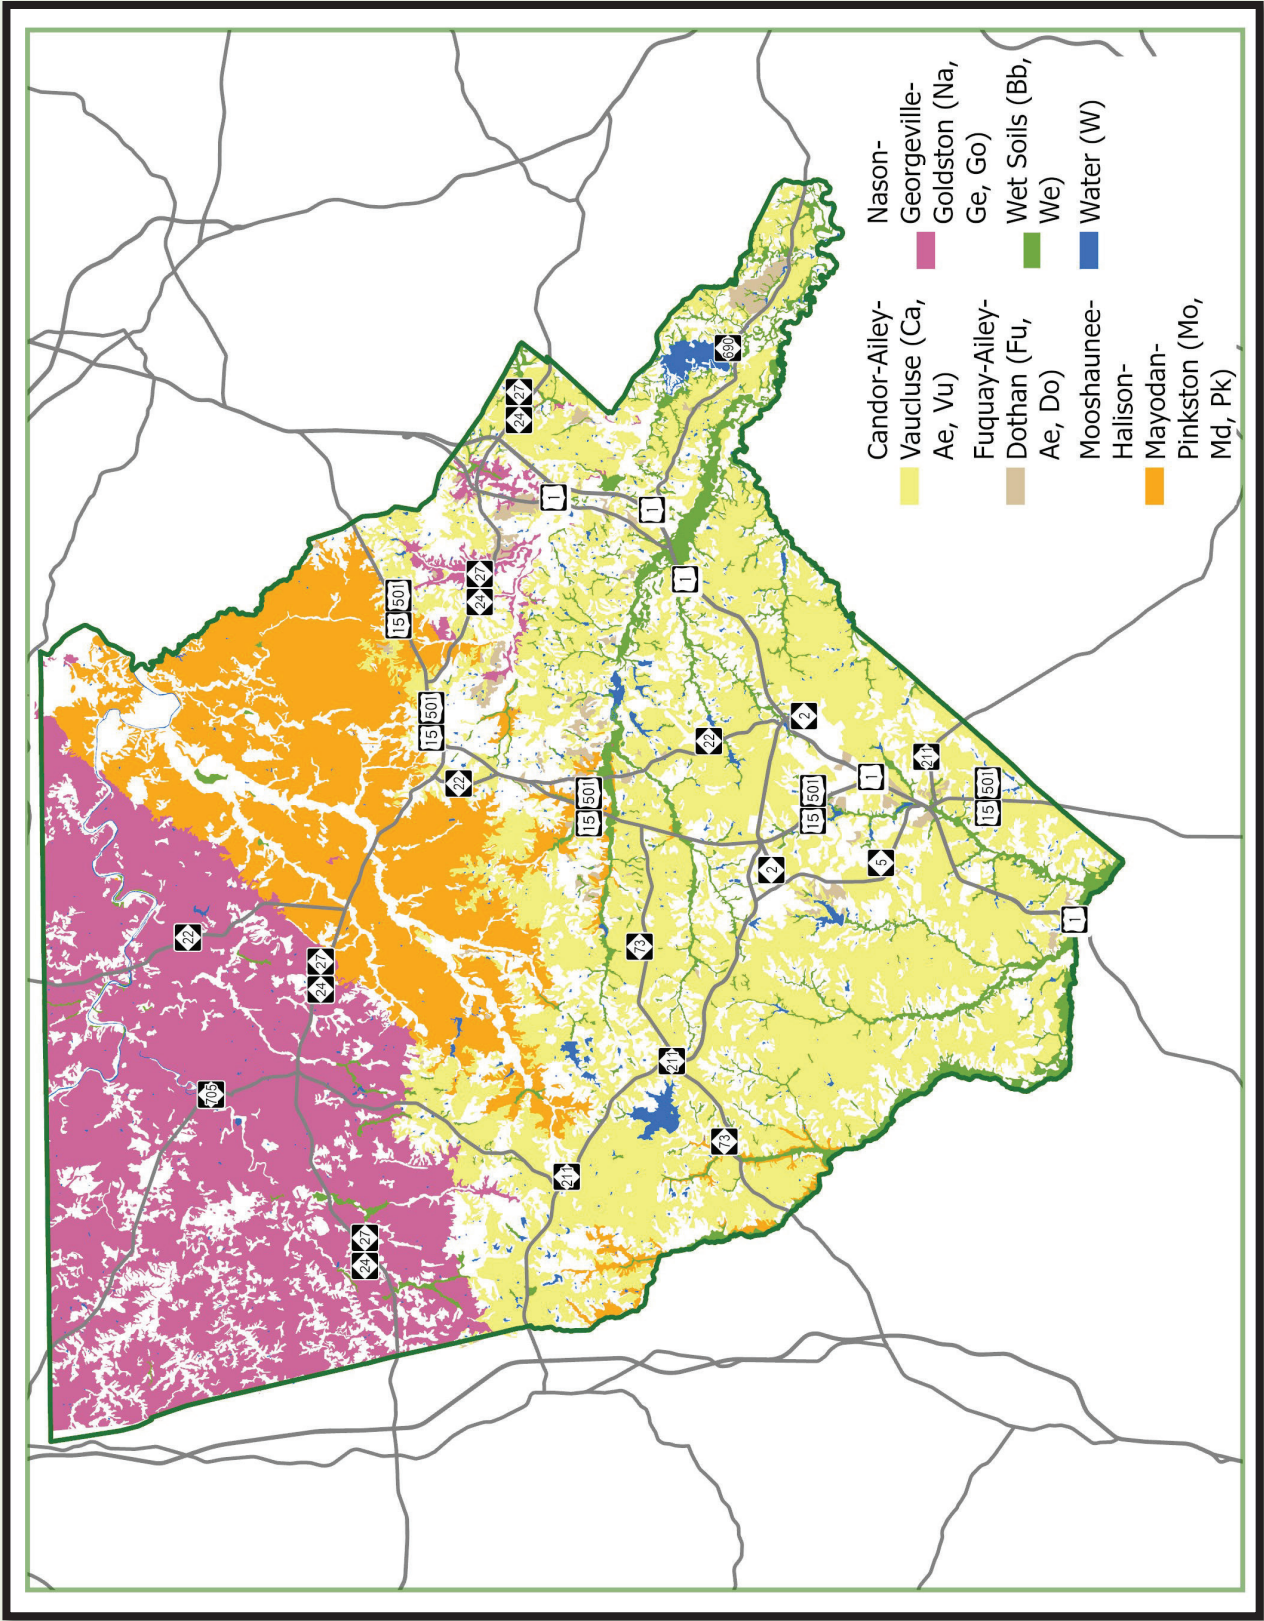 22
705
24 27
24 27
15 501
15 501
22
24 27
24 27
1
211
15 501
73
1
211
1
22
73
690
2
2
15 501
1
5
211
15 501
1
Candor-Ailey-
Vaucluse (Ca,
Ae, Vu)
Fuquay-Ailey-
Dothan (Fu,
Ae, Do)
Mooshaunee-
Halison-
Mayodan-
Pinkston (Mo,
Md, Pk)
Nason-
Georgeville-
Goldston (Na,
Ge, Go)
Wet Soils (Bb,
We)
Water (W)